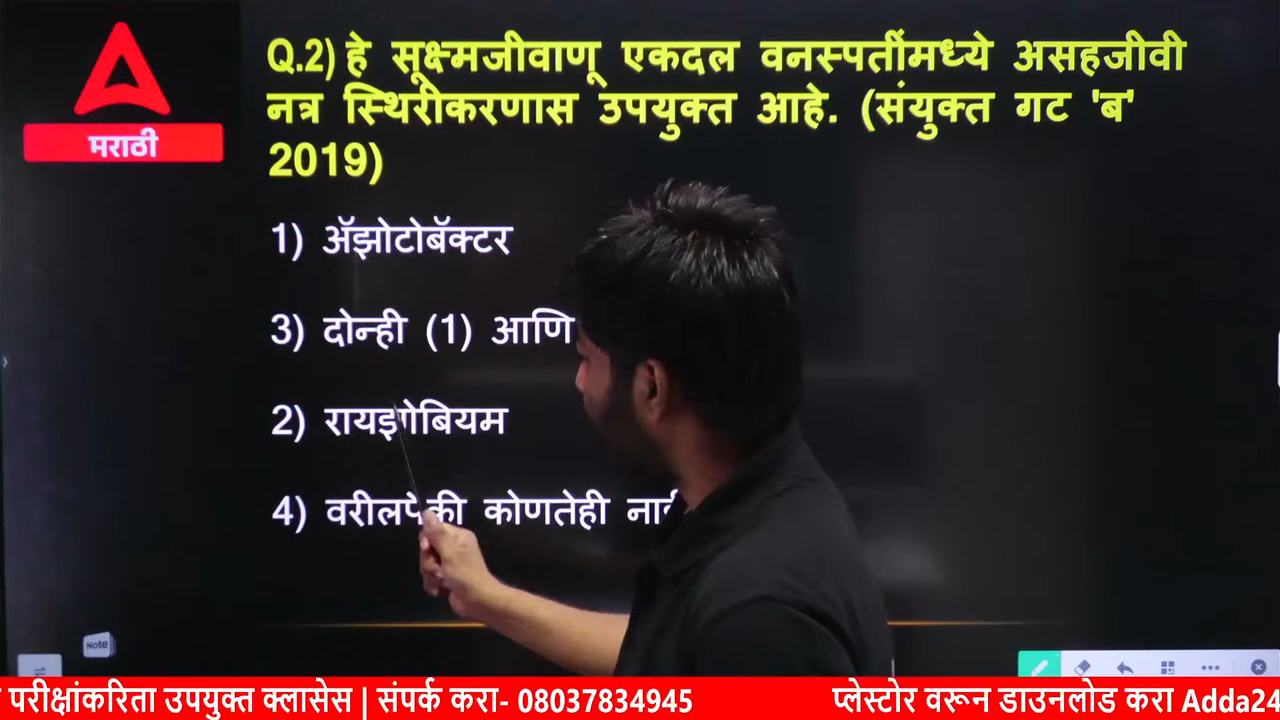 मराठी
Q.2) हे सूक्ष्मजीवाणू एकदल वनस्पतींमध्ये असहजीवी
नत्र स्थिरीकरणास उपयुक्त आहे. (संयुक्त गट 'ब'
2019)
1) ॲझोटोबॅक्टर
3) दोन्ही (1) आणि
2) रायझोबियम
4) वरीलपैकी कोणतेही
Note
परीक्षांकरिता उपयुक्त क्लासेस | संपर्क करा- 08037834945 प्लेस्टोर वरून डाउनलोड करा Adda24